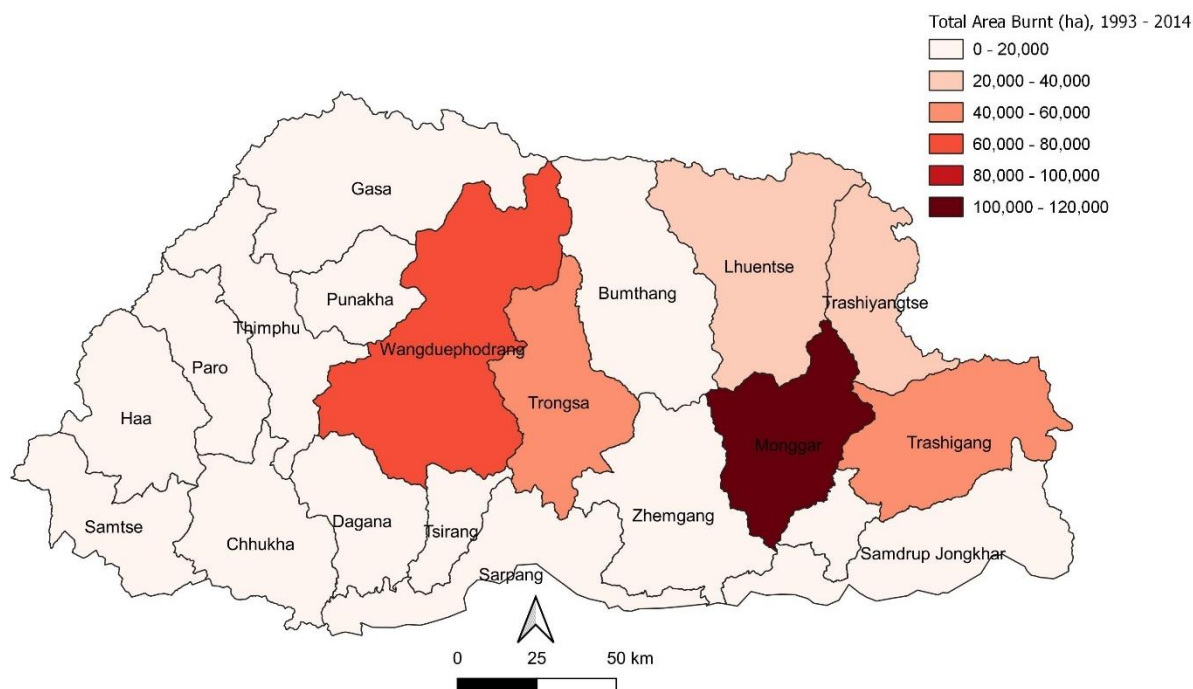 Total Area Burnt (ha), 1993 - 2014
0 - 20,000
20,000 - 40,000
40,000 - 60,000
60,000 - 80,000
80,000 - 100,000
100,000 - 120,000
Gasa
Lhuentse
Punakha
Bumthang
Trashiyangtse
Thimphu
Wangduephodrang
Paro
Trongsa
Haa
Monggar
Trashigang
Zhemgang
Samtse
Dagana
Tsirang
Chhukha
Samdrup Jongkhar
Sarpang
0 25 50 km